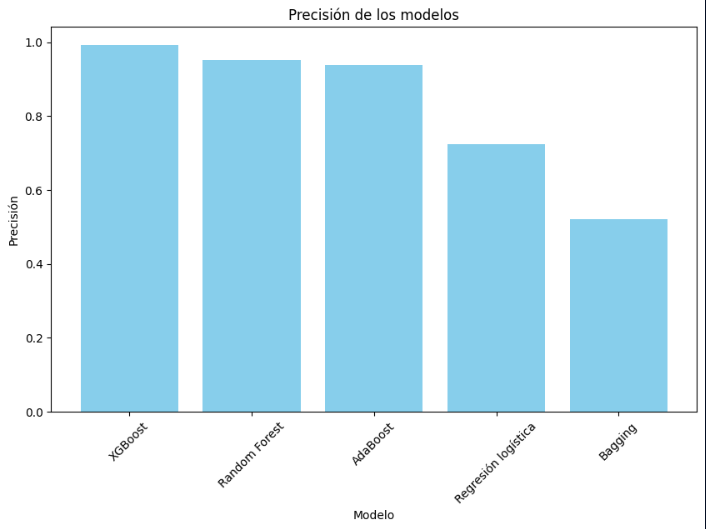 Precisión de los modelos
Precisión
1.0
0.8
0.6
0.4
0.2
0.0
XGBoost
Random Forest
AdaBoost
Regresión logística
Bagging
Modelo